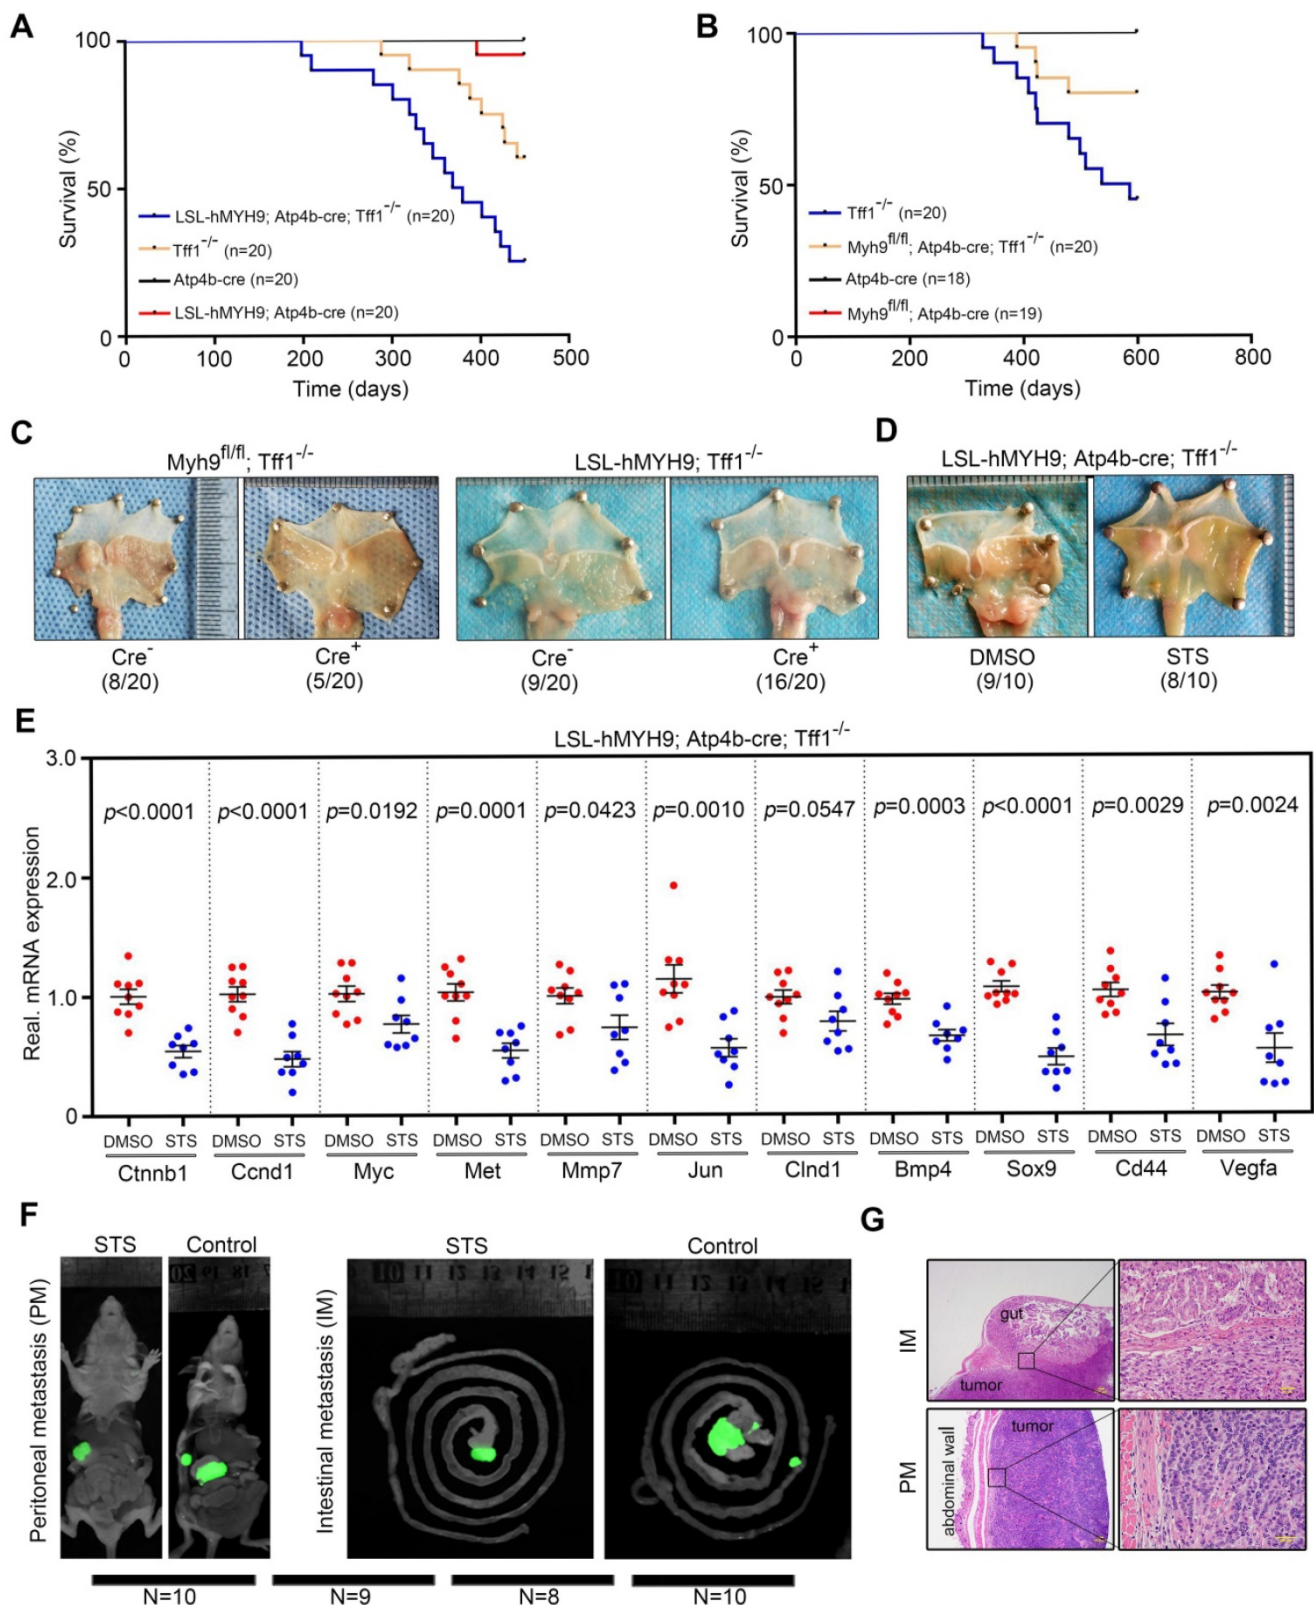 A
100
50
0
Survival (%)
LSL-hMYH9; Atp4b-cre; Tff1-/- (n=20)
Tff1-/- (n=20)
Atp4b-cre (n=20)
LSL-hMYH9; Atp4b-cre (n=20)
0 100 200 300 400 500
Time (days)
B
100
50
0
Survival (%)
Tff1-/- (n=20)
Myh9fl/fl; Atp4b-cre; Tff1-/- (n=20)
Atp4b-cre (n=18)
Myh9fl/fl; Atp4b-cre (n=19)
0 200 400 600 800
Time (days)
C
Myh9fl/fl; Tff1-/-
LSL-hMYH9; Tff1-/-
Cre- Cre+ Cre- Cre+
(8/20) (5/20) (9/20) (16/20)
D
LSL-hMYH9; Atp4b-cre; Tff1-/-
DMSO STS
(9/10) (8/10)
E
LSL-hMYH9; Atp4b-cre; Tff1-/-
3.0
2.0
1.0
0
Real. mRNA expression
p<0.0001 p<0.0001 p=0.0192 p=0.0001 p=0.0423 p=0.0010 p=0.0547 p=0.0003 p<0.0001 p=0.0029 p=0.0024
DMSO STS DMSO STS DMSO STS DMSO STS DMSO STS DMSO STS DMSO STS DMSO STS DMSO STS DMSO STS DMSO STS
Ctnnb1 Ccnd1 Myc Met Mmp7 Jun Clnd1 Bmp4 Sox9 Cd44 Vegfa
F
STS Control
Peritoneal metastasis (PM)
STS Control
Intestinal metastasis (IM)
10 11 12 13 14 15
N=10 N=9 N=8 N=10
G
IM
gut
tumor
PM
abdominal wall
tumor